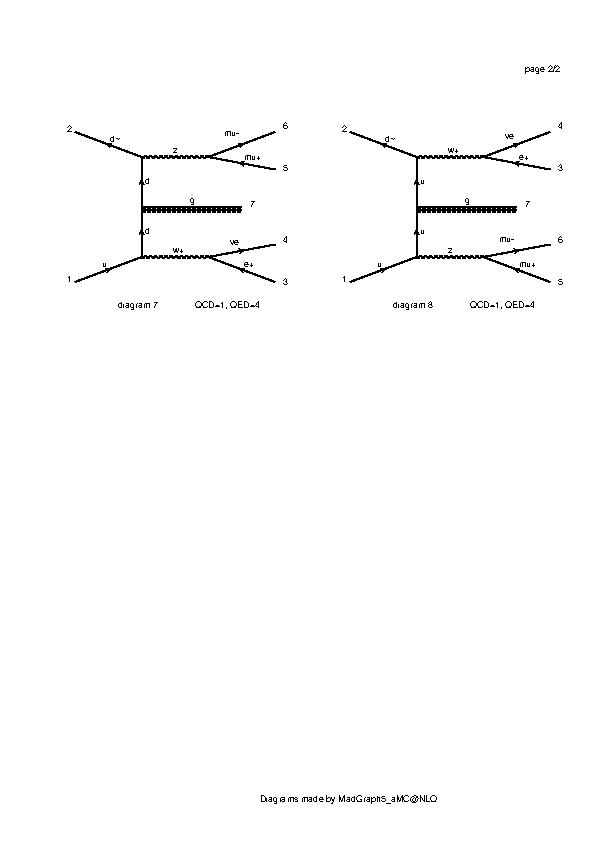 page 2/2
2 d~ z mu- 6
mu+ 5
d
g 7
d
w+ ve 4
1 u e+ 3
diagram 7 QCD=1, QED=4
2 d~ w+ ve 4
e+ 3
u
g 7
u
z mu- 6
1 u mu+ 5
diagram 8 QCD=1, QED=4
Diagrams made by MadGraph5_aMC@NLO